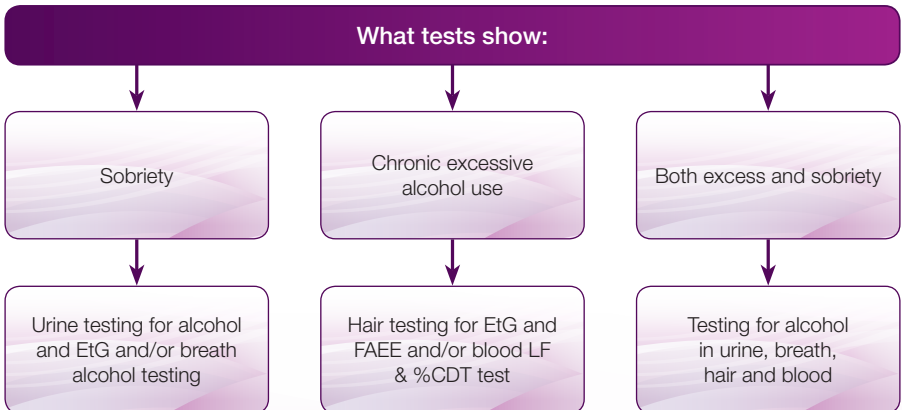 What tests show:
Sobriety
Chronic excessive
alcohol use
Both excess and sobriety
Urine testing for alcohol
and EtG and/or breath
alcohol testing
Hair testing for EtG and
FAEE and/or blood LF
& %CDT test
Testing for alcohol
in urine, breath,
hair and blood